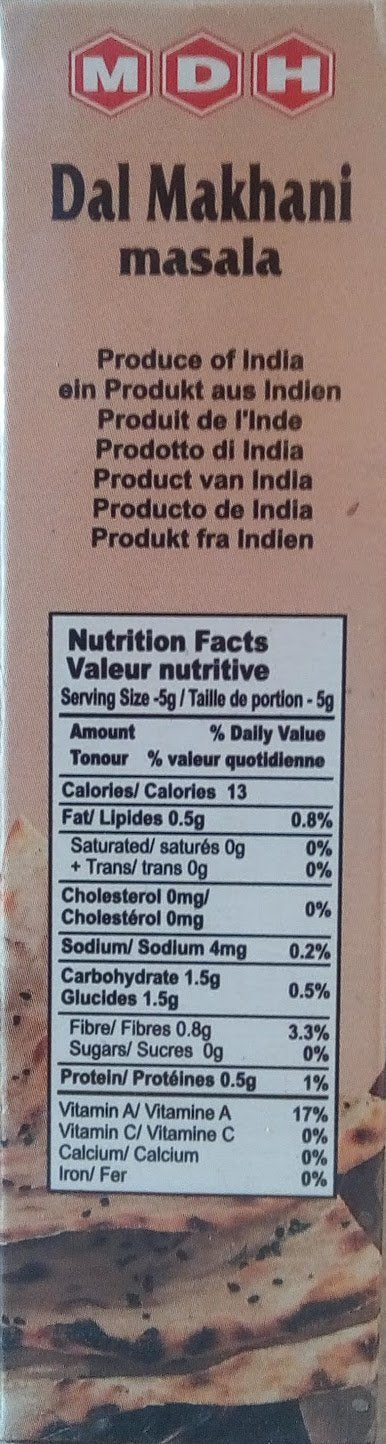 MDH
Dal Makhani
masala
Produce of India
ein Produkt aus Indien
Produit de l'Inde
Prodotto di India
Product van India
Producto de India
Produkt fra Indien
Nutrition Facts
Valeur nutritive
Serving Size -5g / Taille de portion - 5g
Amount % Daily Value
Tonour % valeur quotidienne
Calories/ Calories 13
Fat/ Lipides 0.5g 0.8%
Saturated/ saturés 0g 0%
+ Trans/ trans 0g 0%
Cholesterol 0mg/
Cholestérol 0mg 0%
Sodium/ Sodium 4mg 0.2%
Carbohydrate 1.5g
Glucides 1.5g 0.5%
Fibre/ Fibres 0.8g 3.3%
Sugars/ Sucres 0g 0%
Protein/ Protéines 0.5g 1%
Vitamin A/ Vitamine A 17%
Vitamin C/ Vitamine C 0%
Calcium/ Calcium 0%
Iron/ Fer 0%